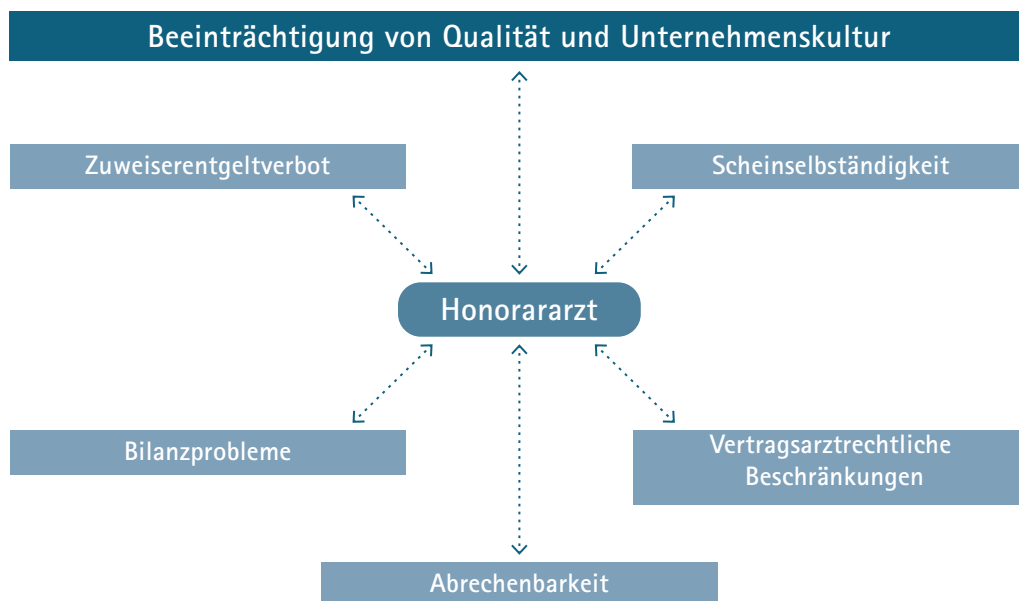 Beeinträchtigung von Qualität und Unternehmenskultur
Zuweiserentgeltverbot
Scheinselbständigkeit
Honorararzt
Bilanzprobleme
Vertragsarztrechtliche
Beschränkungen
Abrechenbarkeit